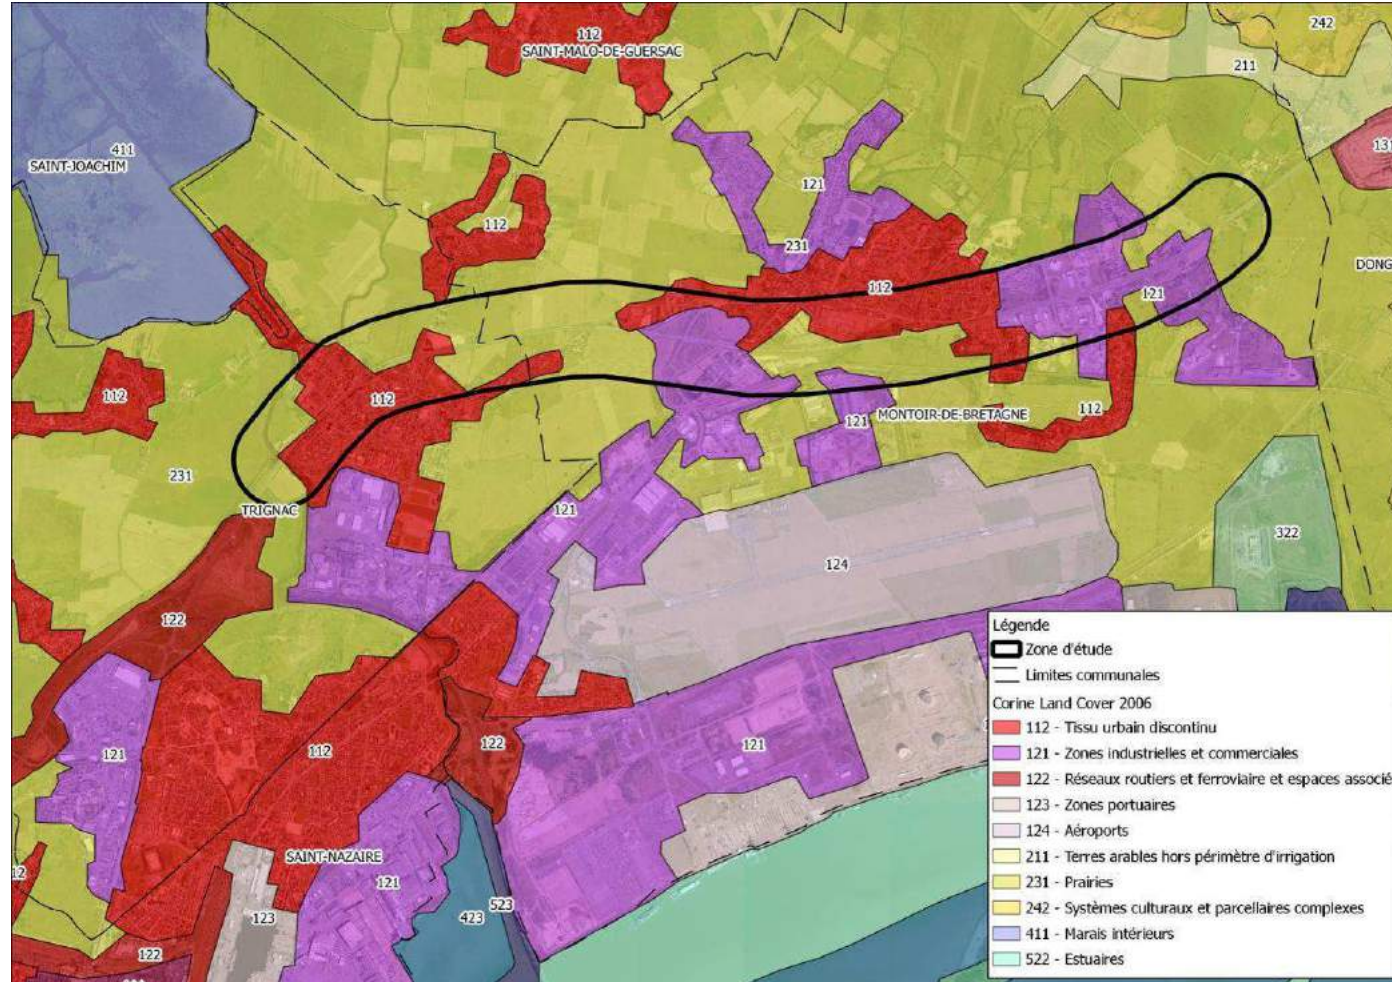 112
SAINT-MALO-DE-GUERSAC
242
211
411
SAINT-JOACHIM
131
121
112
231
DONG
112
121
112
112
121
MONTOIR-DE-BRETAGNE
112
231
TRIGNAC
121
322
124
122
122
121
112
121
SAINT-NAZAIRE
121
12
123
423
523
122
Légende
Zone d'étude
Limites communales
Corine Land Cover 2006
112 - Tissu urbain discontinu
121 - Zones industrielles et commerciales
122 - Réseaux routiers et ferroviaire et espaces associé
123 - Zones portuaires
124 - Aéroports
211 - Terres arables hors périmètre d'irrigation
231 - Prairies
242 - Systèmes culturaux et parcellaires complexes
411 - Marais intérieurs
522 - Estuaires